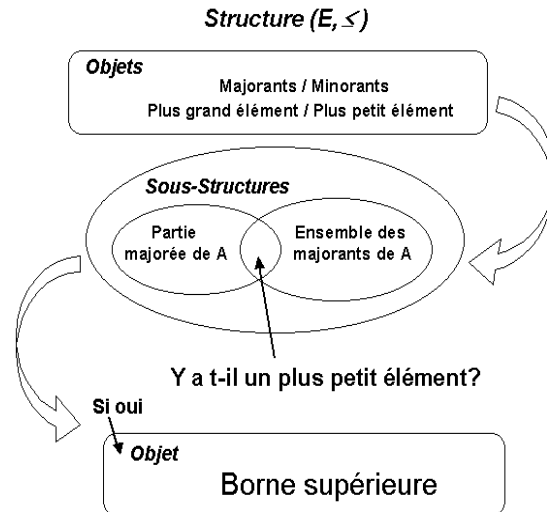 Structure (E, ≤)
Objets
Majorants / Minorants
Plus grand élément / Plus petit élément
Sous-Structures
Partie
majorée de A
Ensemble des
majorants de A
Y a t-il un plus petit élément?
Si oui
Objet
Borne supérieure